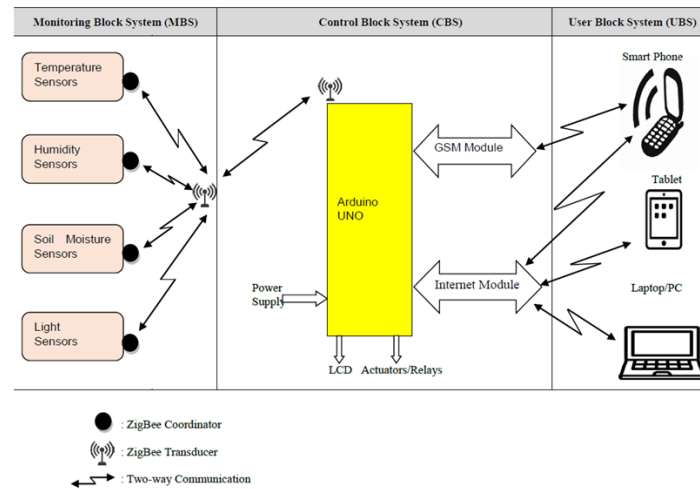 Monitoring Block System (MBS)
Control Block System (CBS)
User Block System (UBS)
Temperature
Sensors
Humidity
Sensors
Soil Moisture
Sensors
Light
Sensors
Arduino
UNO
Power
Supply
LCD
Actuators/Relays
GSM Module
Internet Module
Smart Phone
Tablet
Laptop/PC
: ZigBee Coordinator
: ZigBee Transducer
: Two-way Communication